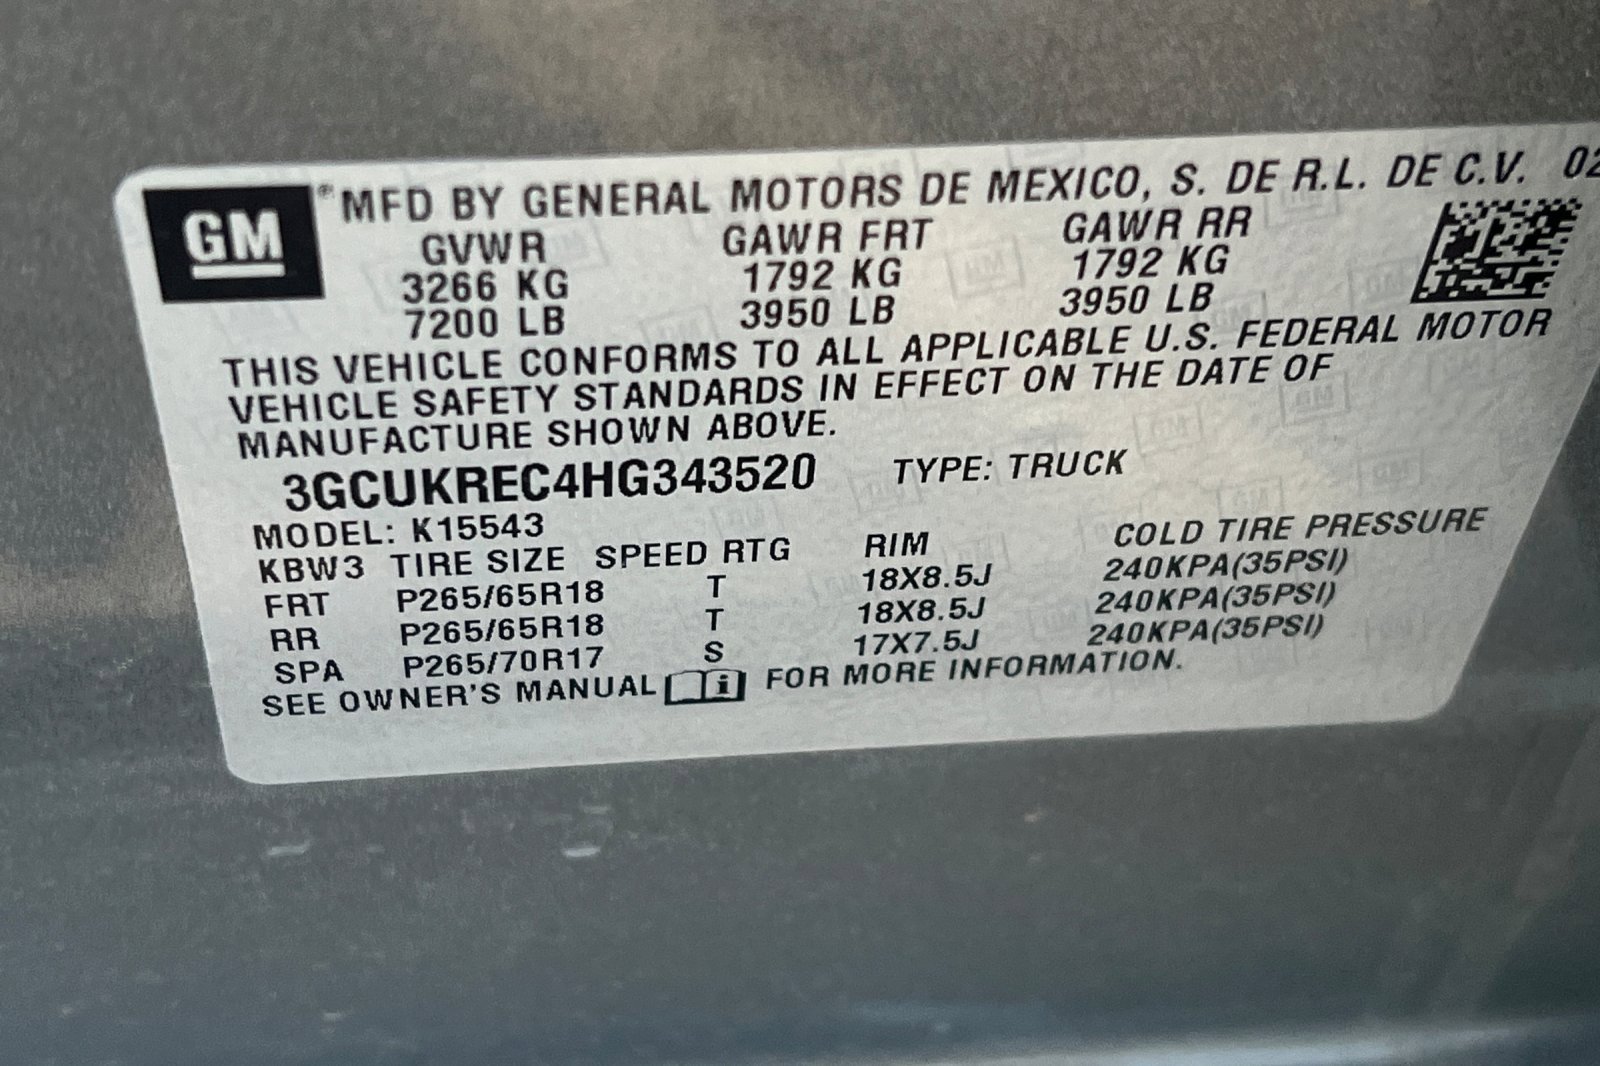 GM ® MFD BY GENERAL MOTORS DE MEXICO, S. DE R.L. DE C.V. 02
GVWR GAWR FRT GAWR RR
3266 KG 1792 KG 1792 KG
7200 LB 3950 LB 3950 LB
THIS VEHICLE CONFORMS TO ALL APPLICABLE U.S. FEDERAL MOTOR
VEHICLE SAFETY STANDARDS IN EFFECT ON THE DATE OF
MANUFACTURE SHOWN ABOVE.
3GCUKREC4HG343520 TYPE: TRUCK
MODEL: K15543
KBW3 TIRE SIZE SPEED RTG RIM COLD TIRE PRESSURE
FRT P265/65R18 T 18X8.5J 240KPA(35PSI)
RR P265/65R18 T 18X8.5J 240KPA(35PSI)
SPA P265/70R17 S 17X7.5J 240KPA(35PSI)
SEE OWNER'S MANUAL i FOR MORE INFORMATION.